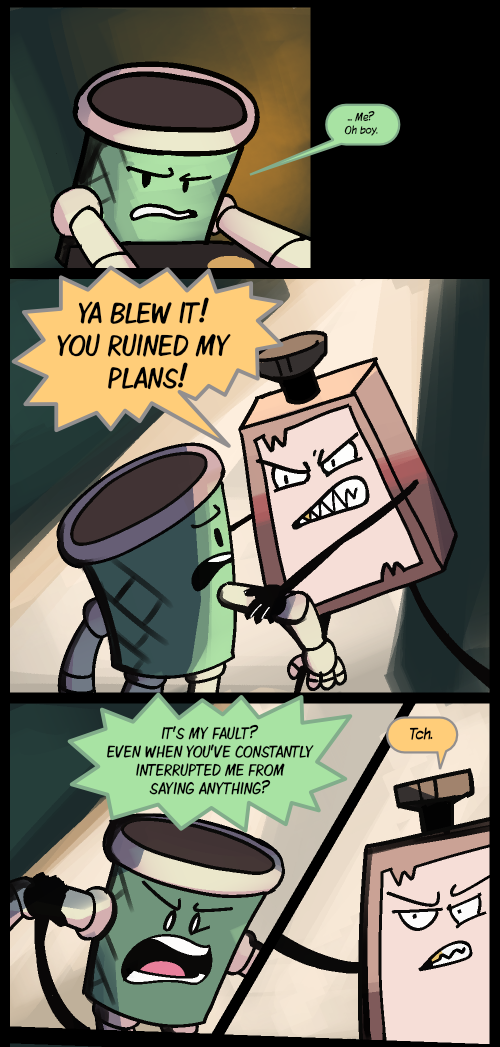 .. Me?
Oh boy.
YA BLEW IT!
YOU RUINED MY
PLANS!
IT'S MY FAULT?
EVEN WHEN YOU'VE CONSTANTLY
INTERRUPTED ME FROM
SAYING ANYTHING?
Tch.